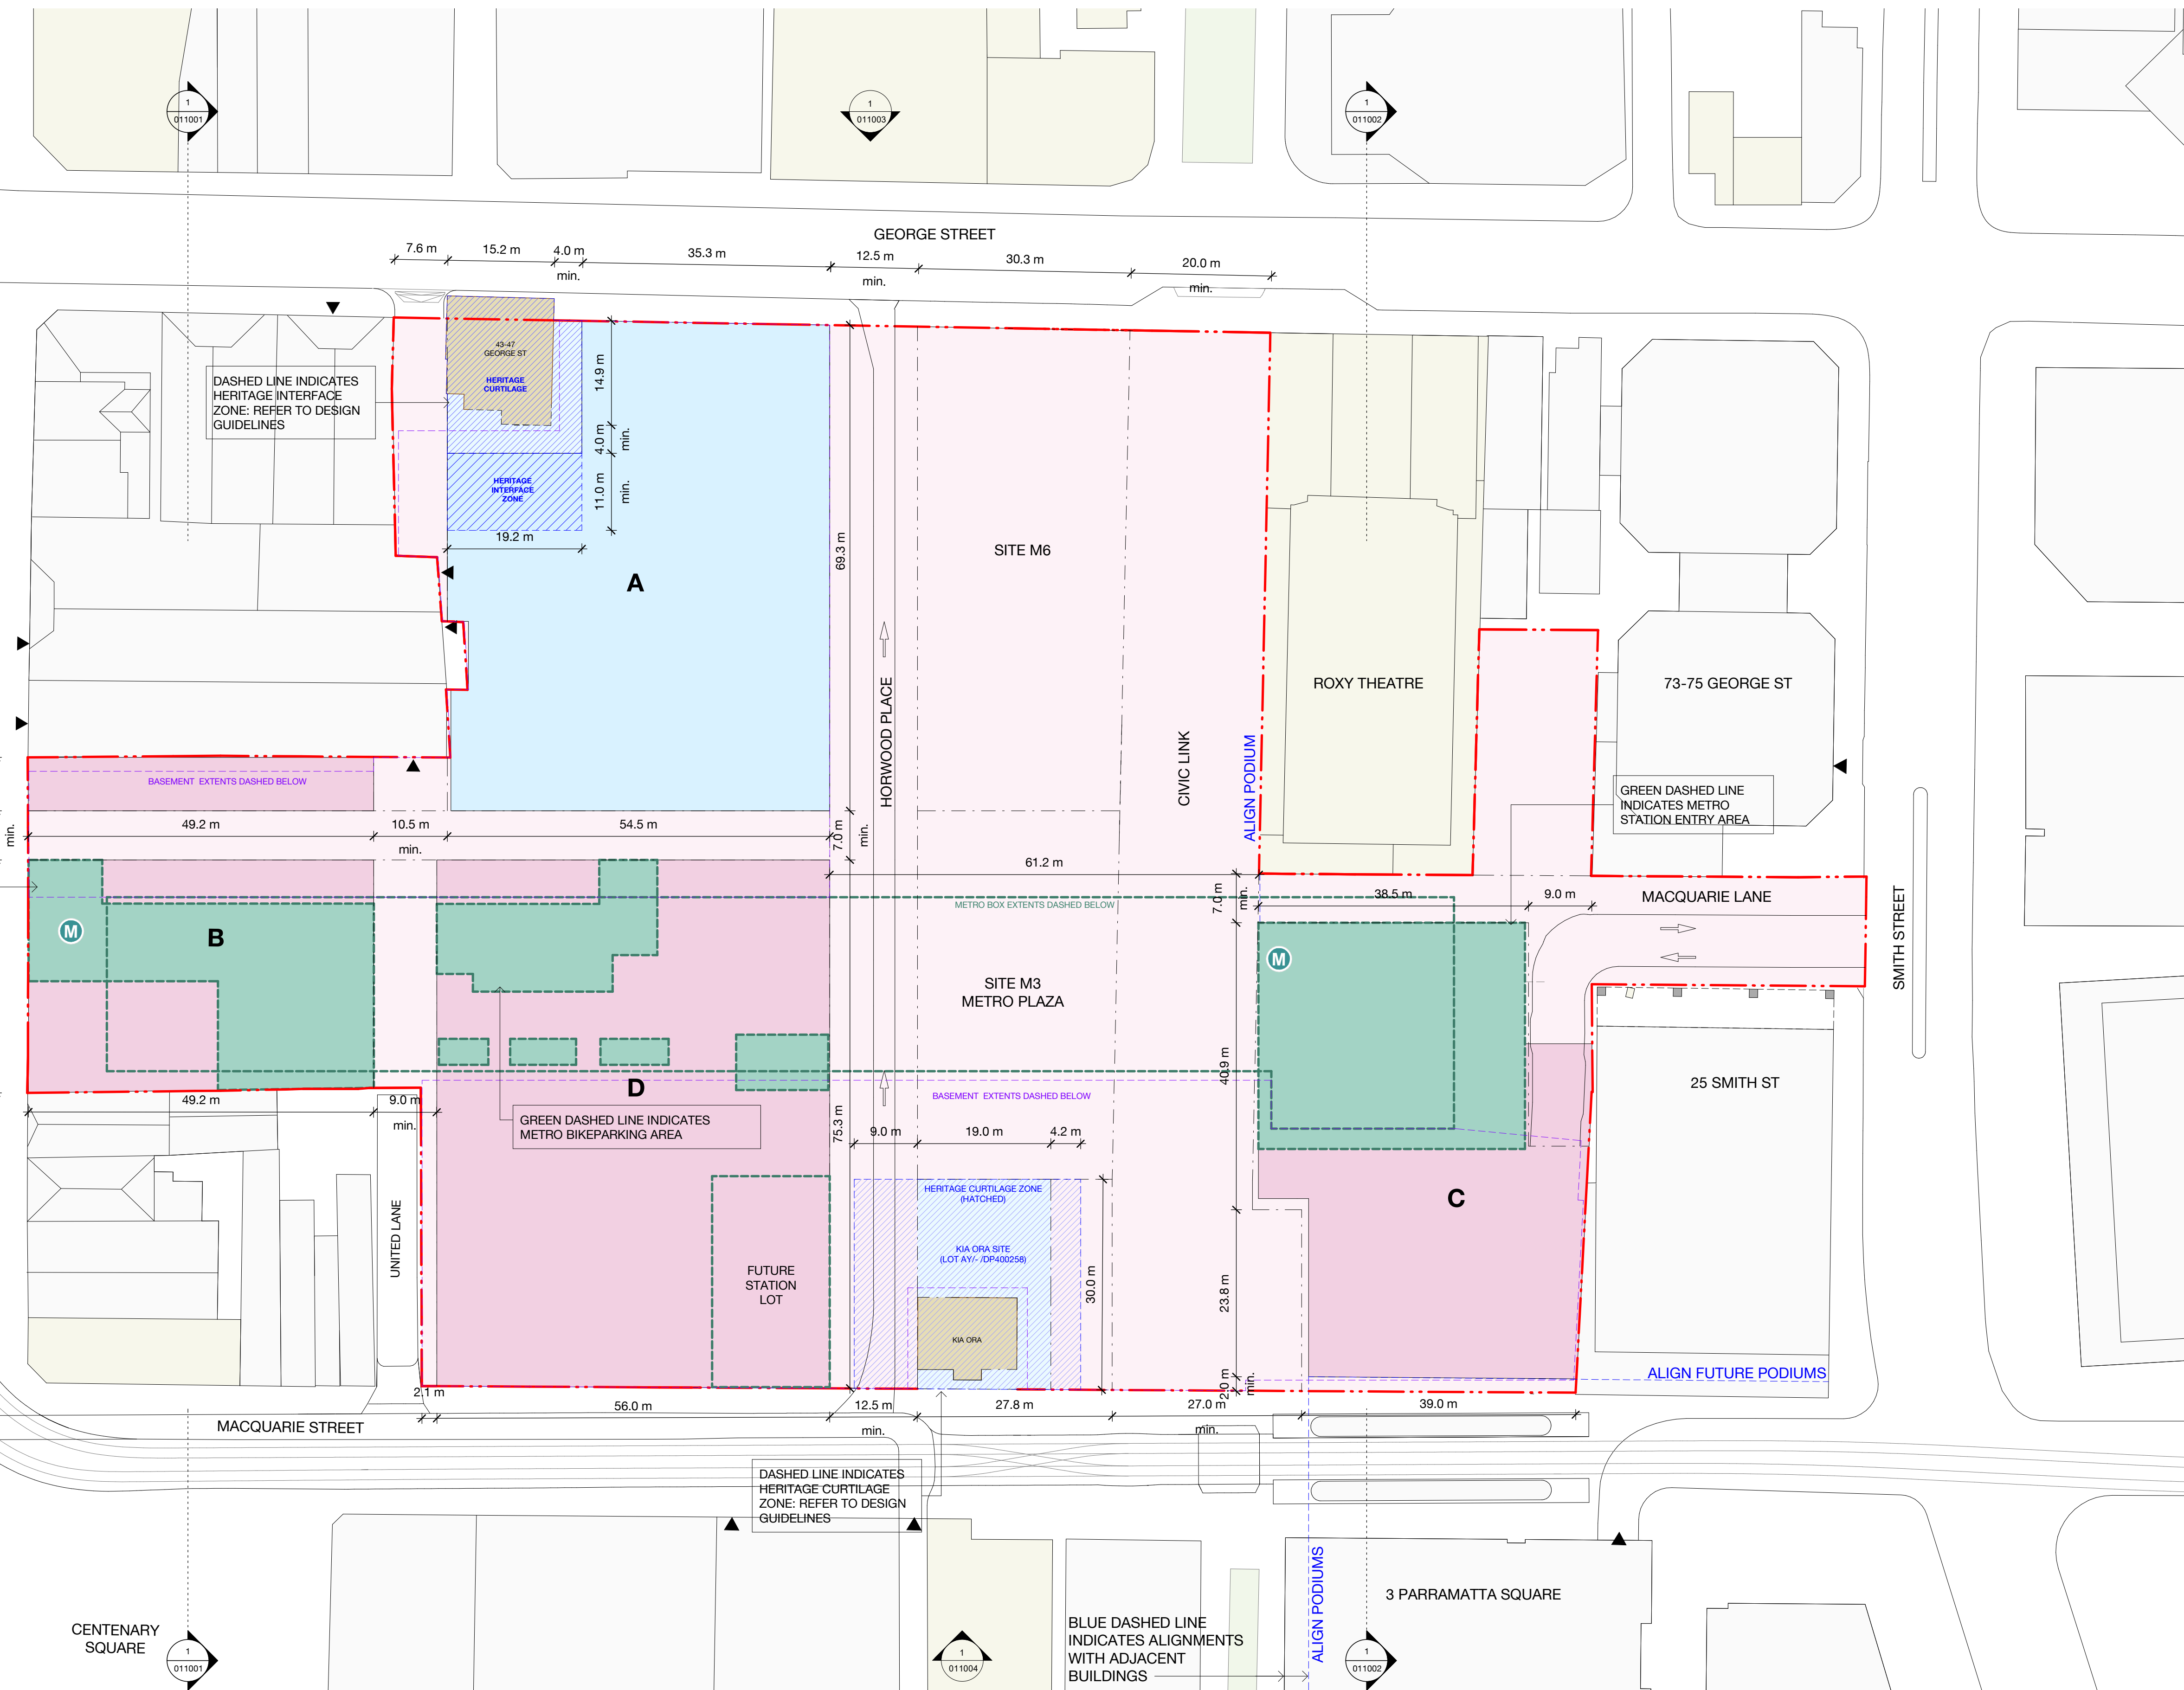 1
011001
1
011003
1
011002
GEORGE STREET
7.6 m
15.2 m
4.0 m
min.
35.3 m
12.5 m
min.
30.3 m
20.0 m
min.
43-47
GEORGE ST
HERITAGE
CURTILAGE
DASHED LINE INDICATES
HERITAGE INTERFACE
ZONE: REFER TO DESIGN
GUIDELINES
14.9 m
4.0 m
min.
11.0 m
min.
HERITAGE
INTERFACE
ZONE
19.2 m
A
69.3 m
SITE M6
HORWOOD PLACE
CIVIC LINK
ALIGN PODIUM
ROXY THEATRE
73-75 GEORGE ST
BASEMENT EXTENTS DASHED BELOW
GREEN DASHED LINE
INDICATES METRO
STATION ENTRY AREA
min.
49.2 m
10.5 m
min.
54.5 m
7.0 m
min.
61.2 m
7.0 m
min.
38.5 m
9.0 m
MACQUARIE LANE
SMITH STREET
METRO BOX EXTENTS DASHED BELOW
M
B
M
SITE M3
METRO PLAZA
40.9 m
D
25 SMITH ST
49.2 m
9.0 m
min.
GREEN DASHED LINE INDICATES
METRO BIKEPARKING AREA
75.3 m
BASEMENT EXTENTS DASHED BELOW
9.0 m
19.0 m
4.2 m
HERITAGE CURTILAGE ZONE
(HATCHED)
C
UNITED LANE
KIA ORA SITE
(LOT AY/- /DP400258)
30.0 m
23.8 m
FUTURE
STATION
LOT
KIA ORA
ALIGN FUTURE PODIUMS
2.1 m
2.0 m
min.
MACQUARIE STREET
56.0 m
12.5 m
min.
27.8 m
27.0 m
min.
39.0 m
DASHED LINE INDICATES
HERITAGE CURTILAGE
ZONE: REFER TO DESIGN
GUIDELINES
ALIGN PODIUMS
3 PARRAMATTA SQUARE
CENTENARY
SQUARE
BLUE DASHED LINE
INDICATES ALIGNMENTS
WITH ADJACENT
BUILDINGS
1
011001
1
011004
1
011002